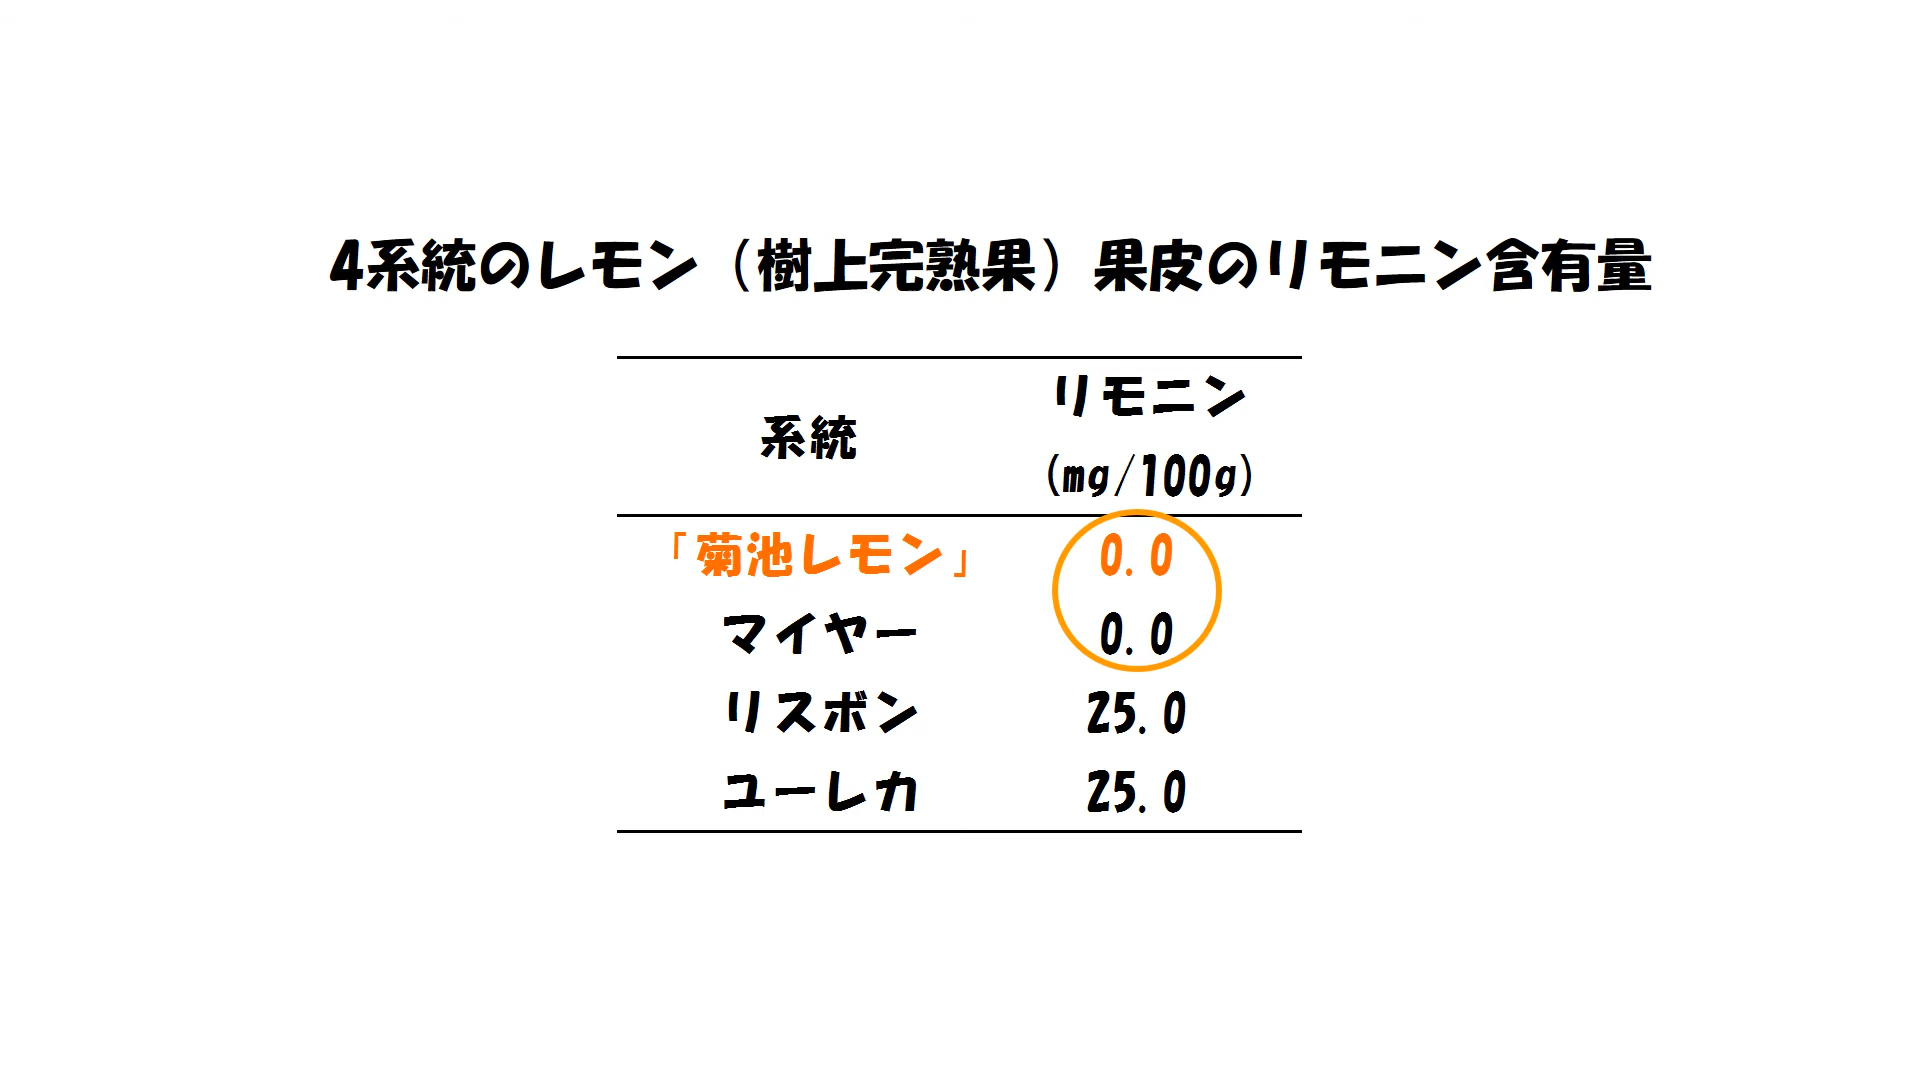 4系統のレモン（樹上完熟果）果皮のリモニン含有量
系統
リモニン
(mg/100g)
「菊池レモン」 0.0
マイヤー 0.0
リスボン 25.0
ユーレカ 25.0